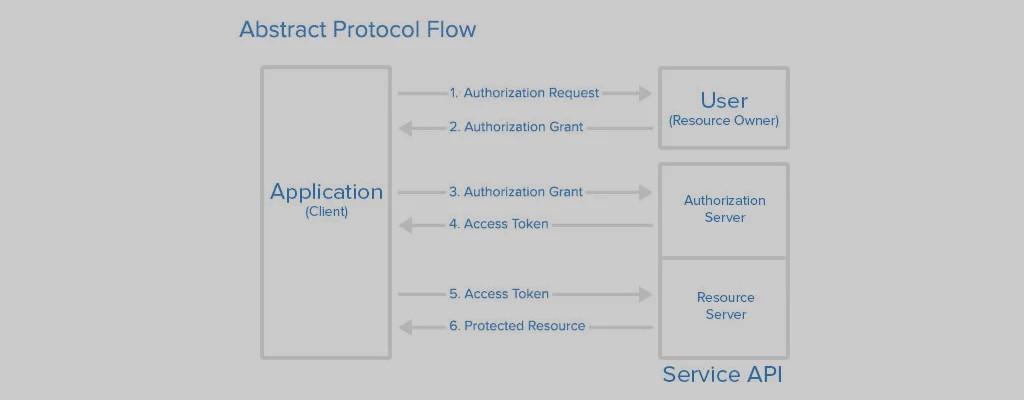 Abstract Protocol Flow
1. Authorization Request
User
(Resource Owner)
2. Authorization Grant
Application
(Client)
3. Authorization Grant
Authorization
Server
4. Access Token
5. Access Token
Resource
Server
6. Protected Resource
Service API